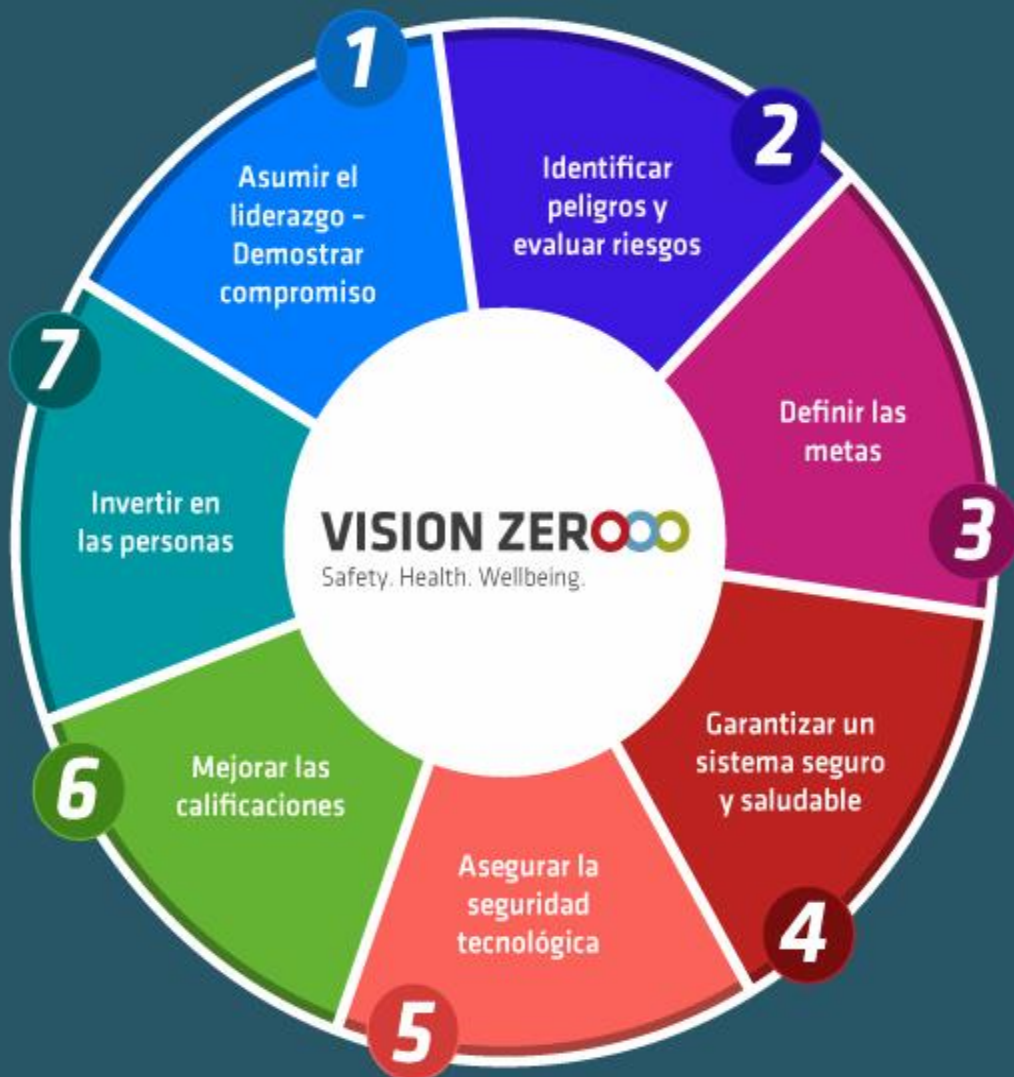 1
Asumir el
liderazgo –
Demostrar
compromiso
2
Identificar
peligros y
evaluar riesgos
3
Definir las
metas
4
Garantizar un
sistema seguro
y saludable
5
Asegurar la
seguridad
tecnológica
6
Mejorar las
calificaciones
7
Invertir en
las personas
VISION ZEROOO
Safety. Health. Wellbeing.